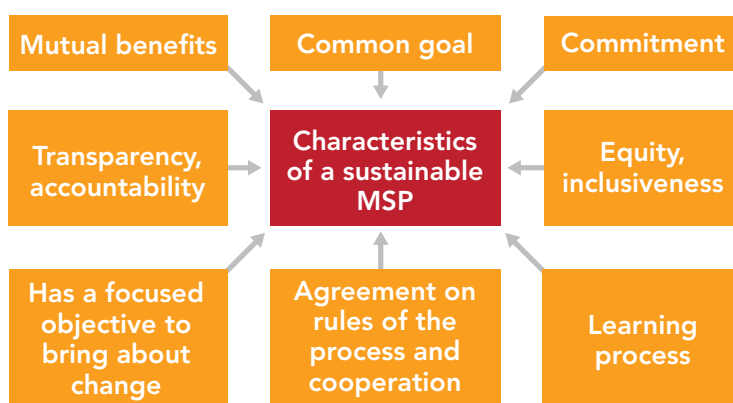 Mutual benefits
Common goal
Commitment
Transparency,
accountability
Characteristics
of a sustainable
MSP
Equity,
inclusiveness
Has a focused
objective to
bring about
change
Agreement on
rules of the
process and
cooperation
Learning
process